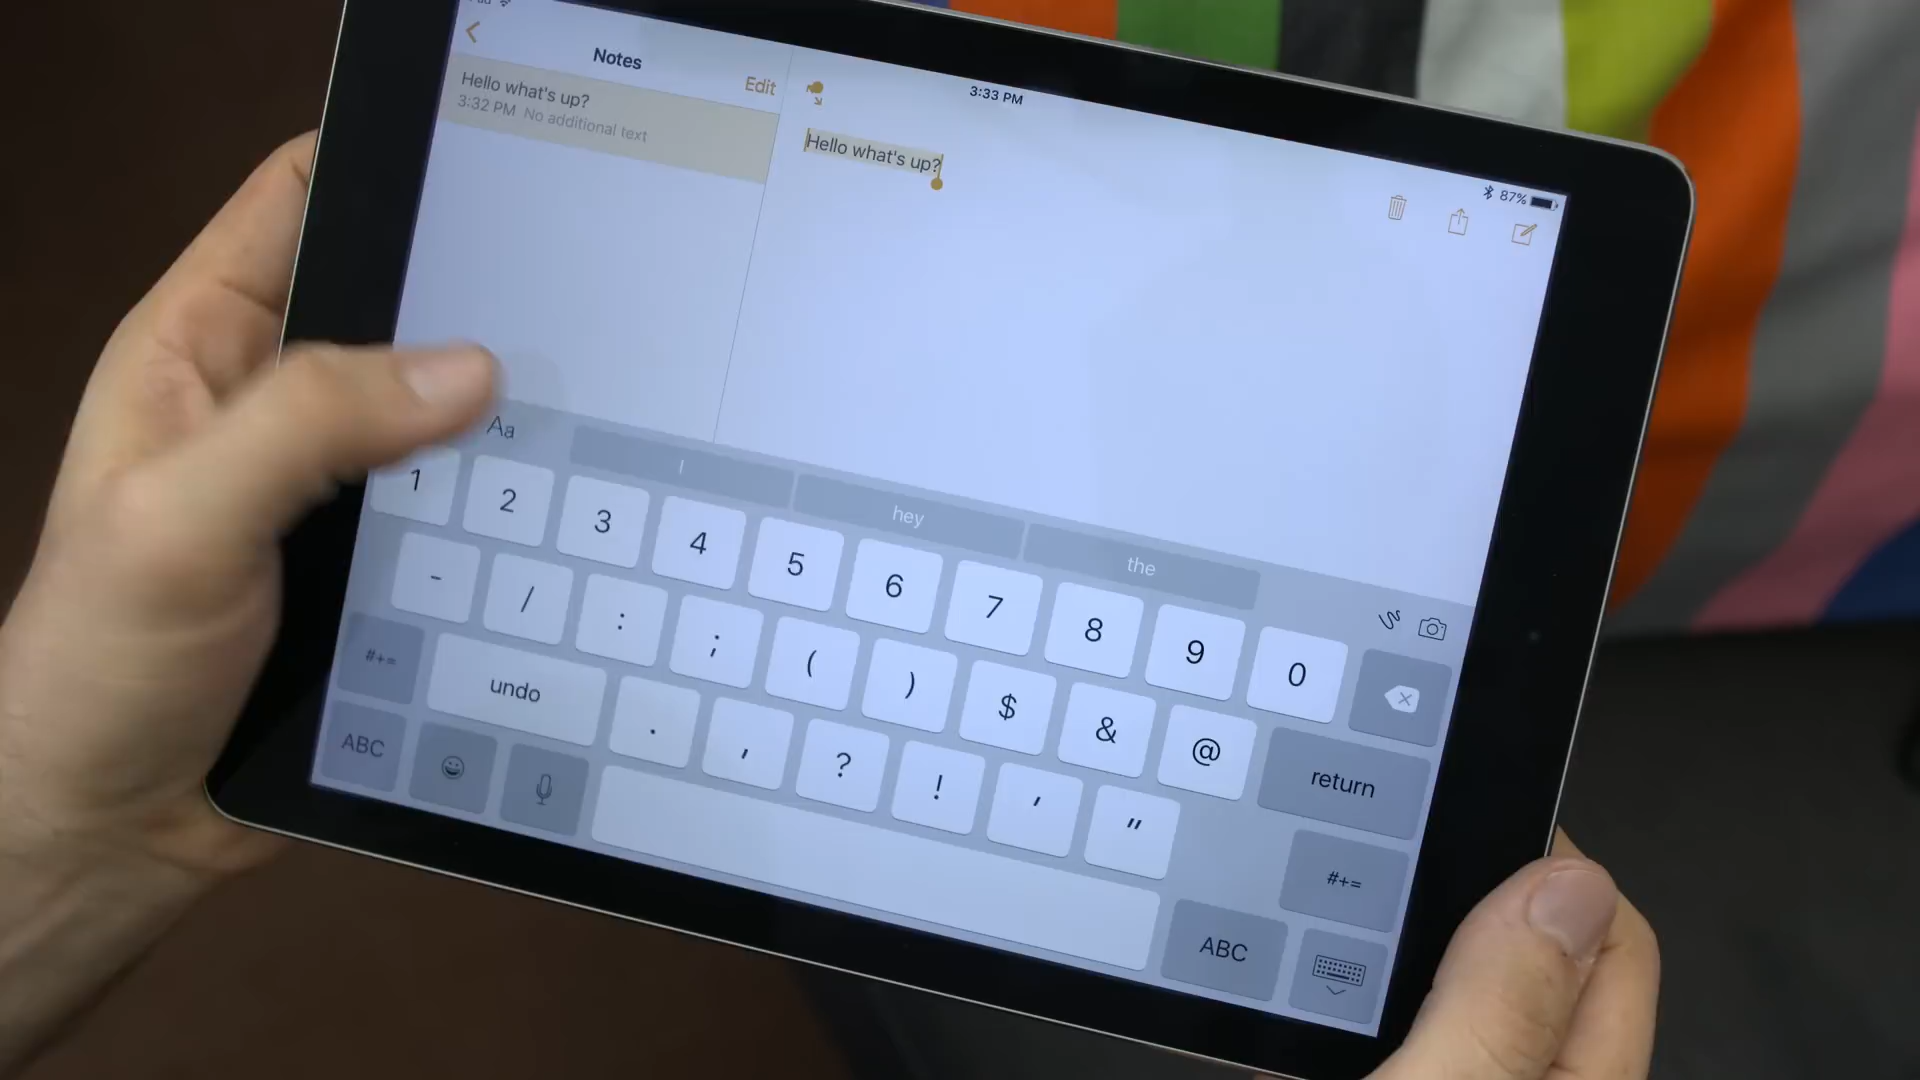 Notes
Edit
Hello what's up?
3:32 PM No additional text
3:33 PM
87%
Hello what's up?
Aa
I
hey
the
1 2 3 4 5 6 7 8 9 0
- / : ; ( ) $ & @ return
#+= undo . , ? ! ' " #+=
ABC ABC